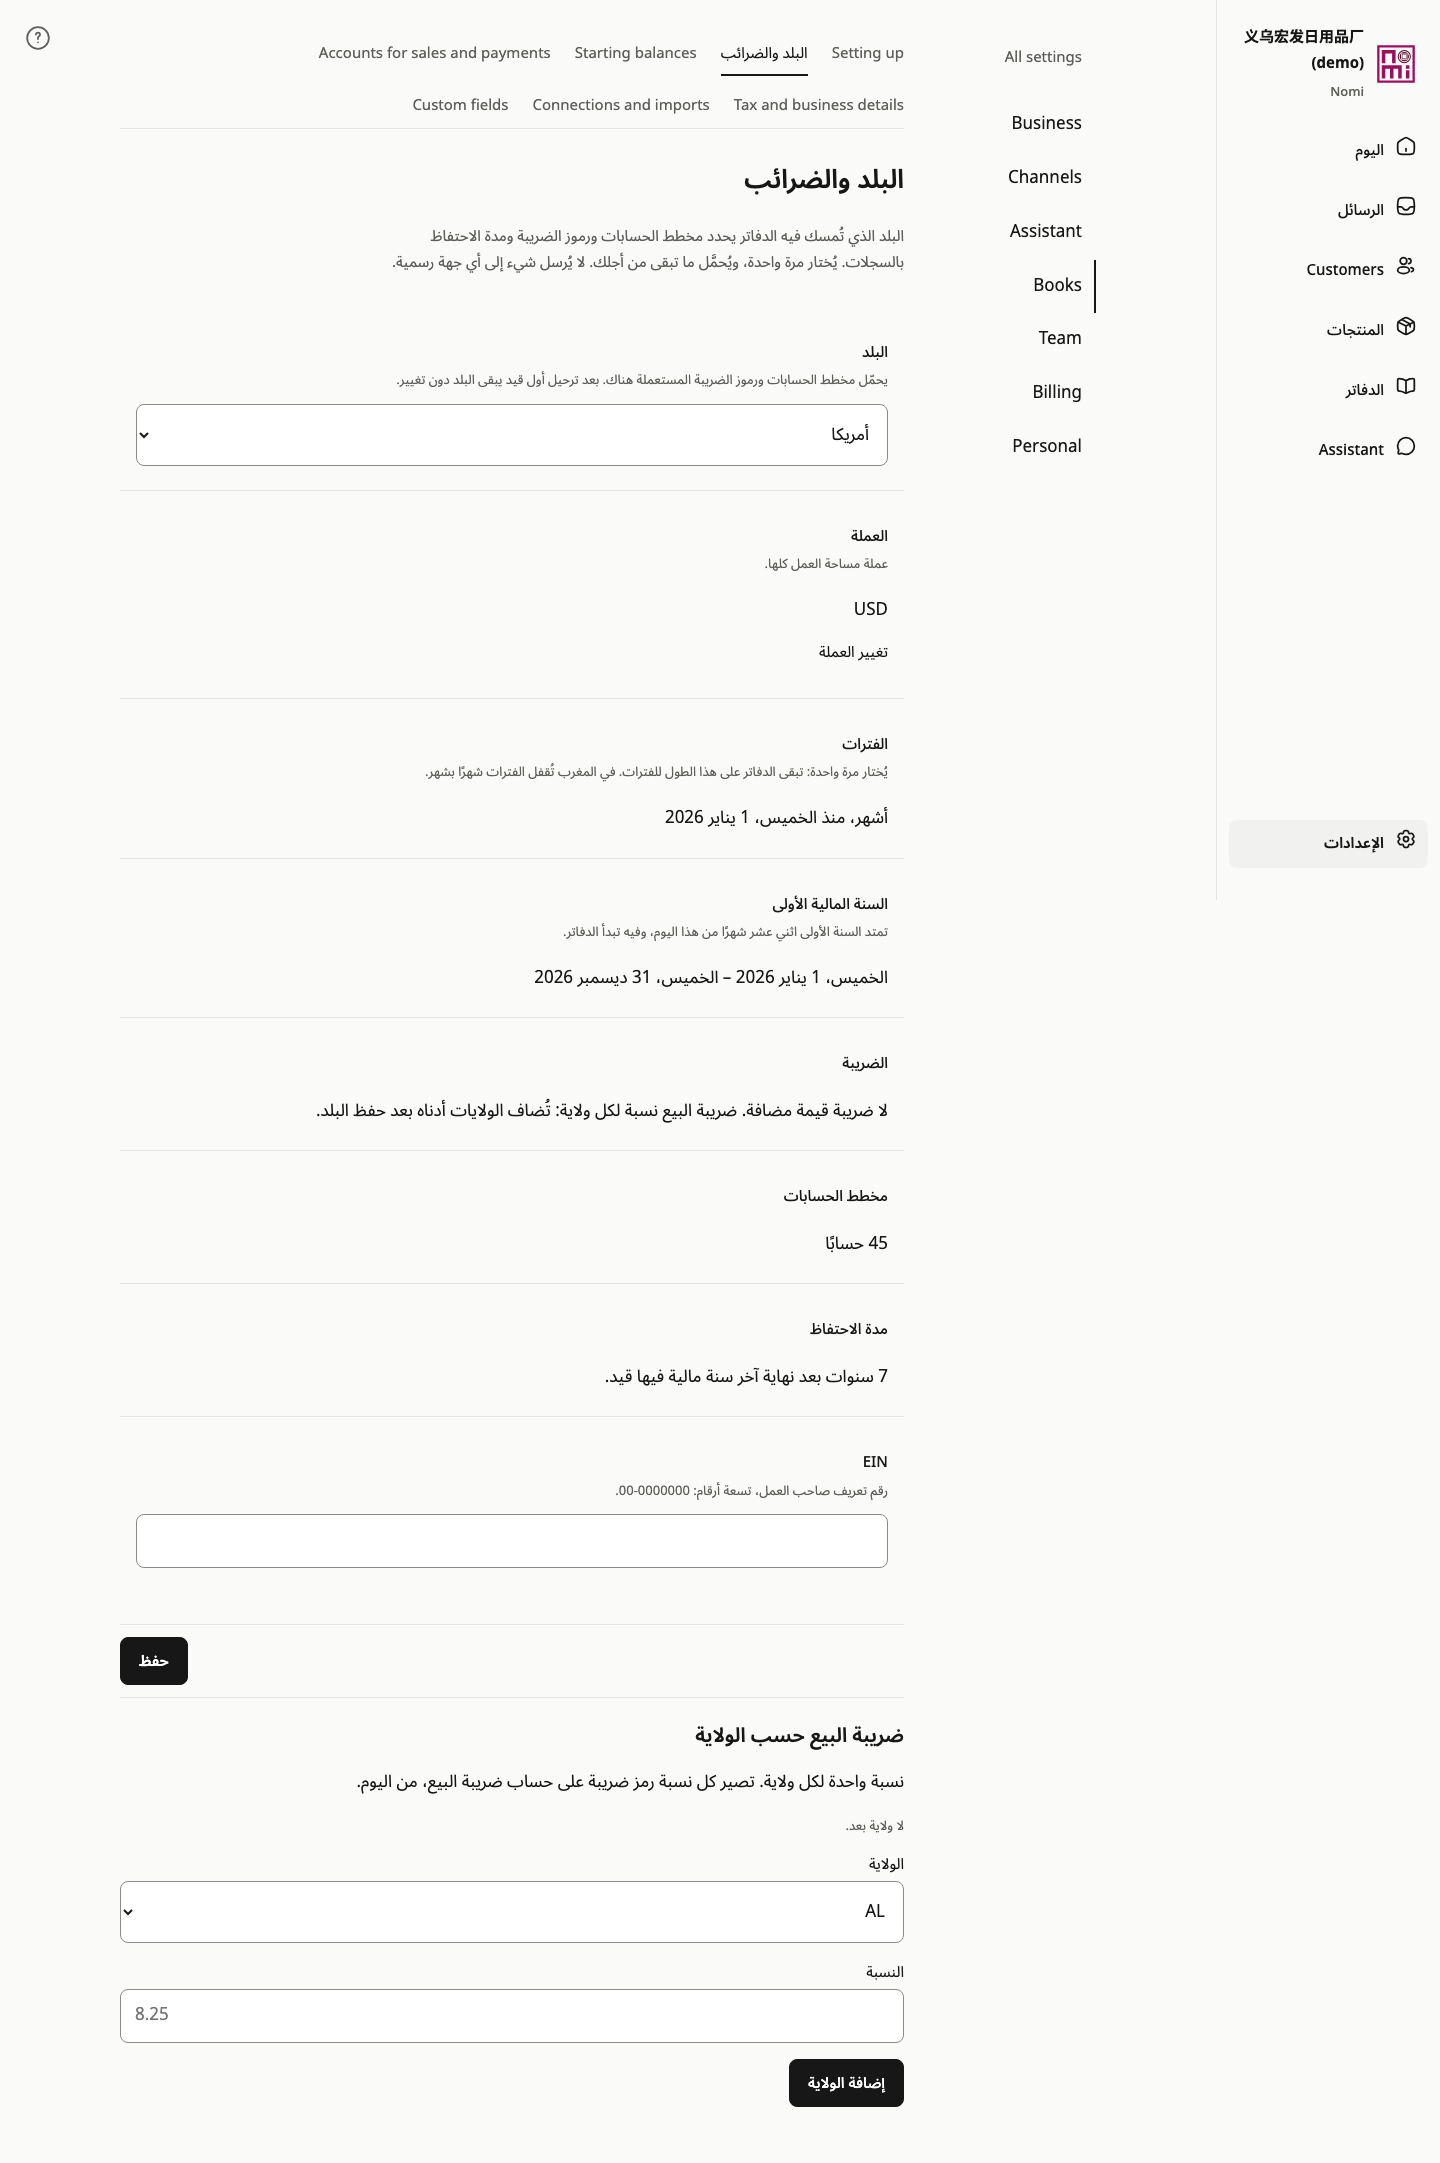 义乌宏发日用品厂
(demo)
Nomi
اليوم
الرسائل
Customers
المنتجات
الدفاتر
Assistant
الإعدادات
All settings
Business
Channels
Assistant
Books
Team
Billing
Personal
Setting up
البلد والضرائب
Starting balances
Accounts for sales and payments
Tax and business details
Connections and imports
Custom fields
البلد والضرائب
البلد الذي تُمسك فيه الدفاتر يحدد مخطط الحسابات ورموز الضريبة ومدة الاحتفاظ
بالسجلات. يُختار مرة واحدة، ويُحمَّل ما تبقى من أجلك. لا يُرسل شيء إلى أي جهة رسمية.
البلد
يحمّل مخطط الحسابات ورموز الضريبة المستعملة هناك. بعد ترحيل أول قيد يبقى البلد دون تغيير.
أمريكا
العملة
عملة مساحة العمل كلها.
USD
تغيير العملة
الفترات
يُختار مرة واحدة: تبقى الدفاتر على هذا الطول للفترات. في المغرب تُقفل الفترات شهرًا بشهر.
أشهر، منذ الخميس، 1 يناير 2026
السنة المالية الأولى
تمتد السنة الأولى اثني عشر شهرًا من هذا اليوم، وفيه تبدأ الدفاتر.
الخميس، 1 يناير 2026 – الخميس، 31 ديسمبر 2026
الضريبة
لا ضريبة قيمة مضافة. ضريبة البيع نسبة لكل ولاية: تُضاف الولايات أدناه بعد حفظ البلد.
مخطط الحسابات
45 حسابًا
مدة الاحتفاظ
7 سنوات بعد نهاية آخر سنة مالية فيها قيد.
EIN
رقم تعريف صاحب العمل، تسعة أرقام: 0000000-00.
حفظ
ضريبة البيع حسب الولاية
نسبة واحدة لكل ولاية. تصير كل نسبة رمز ضريبة على حساب ضريبة البيع، من اليوم.
لا ولاية بعد.
الولاية
AL
النسبة
8.25
إضافة الولاية